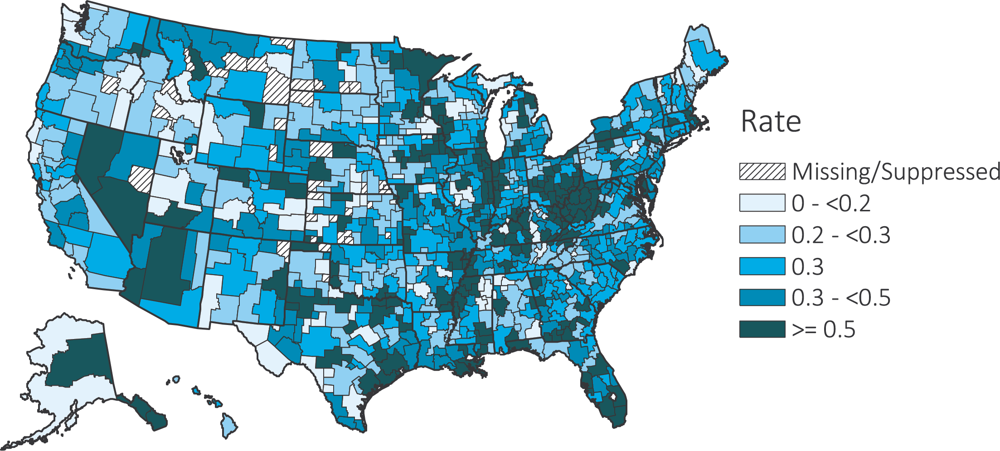 Rate
Missing/Suppressed
0 - <0.2
0.2 - <0.3
0.3
0.3 - <0.5
>= 0.5